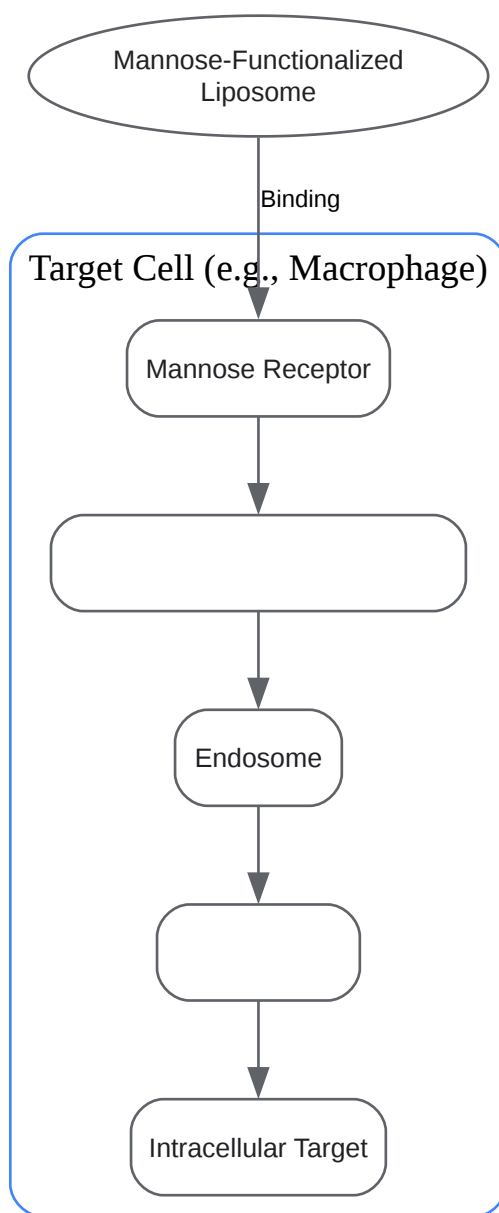 Mannose-Functionalized
Liposome
Binding
Target Cell (e.g., Macrophage)
Mannose Receptor
Endosome
Intracellular Target